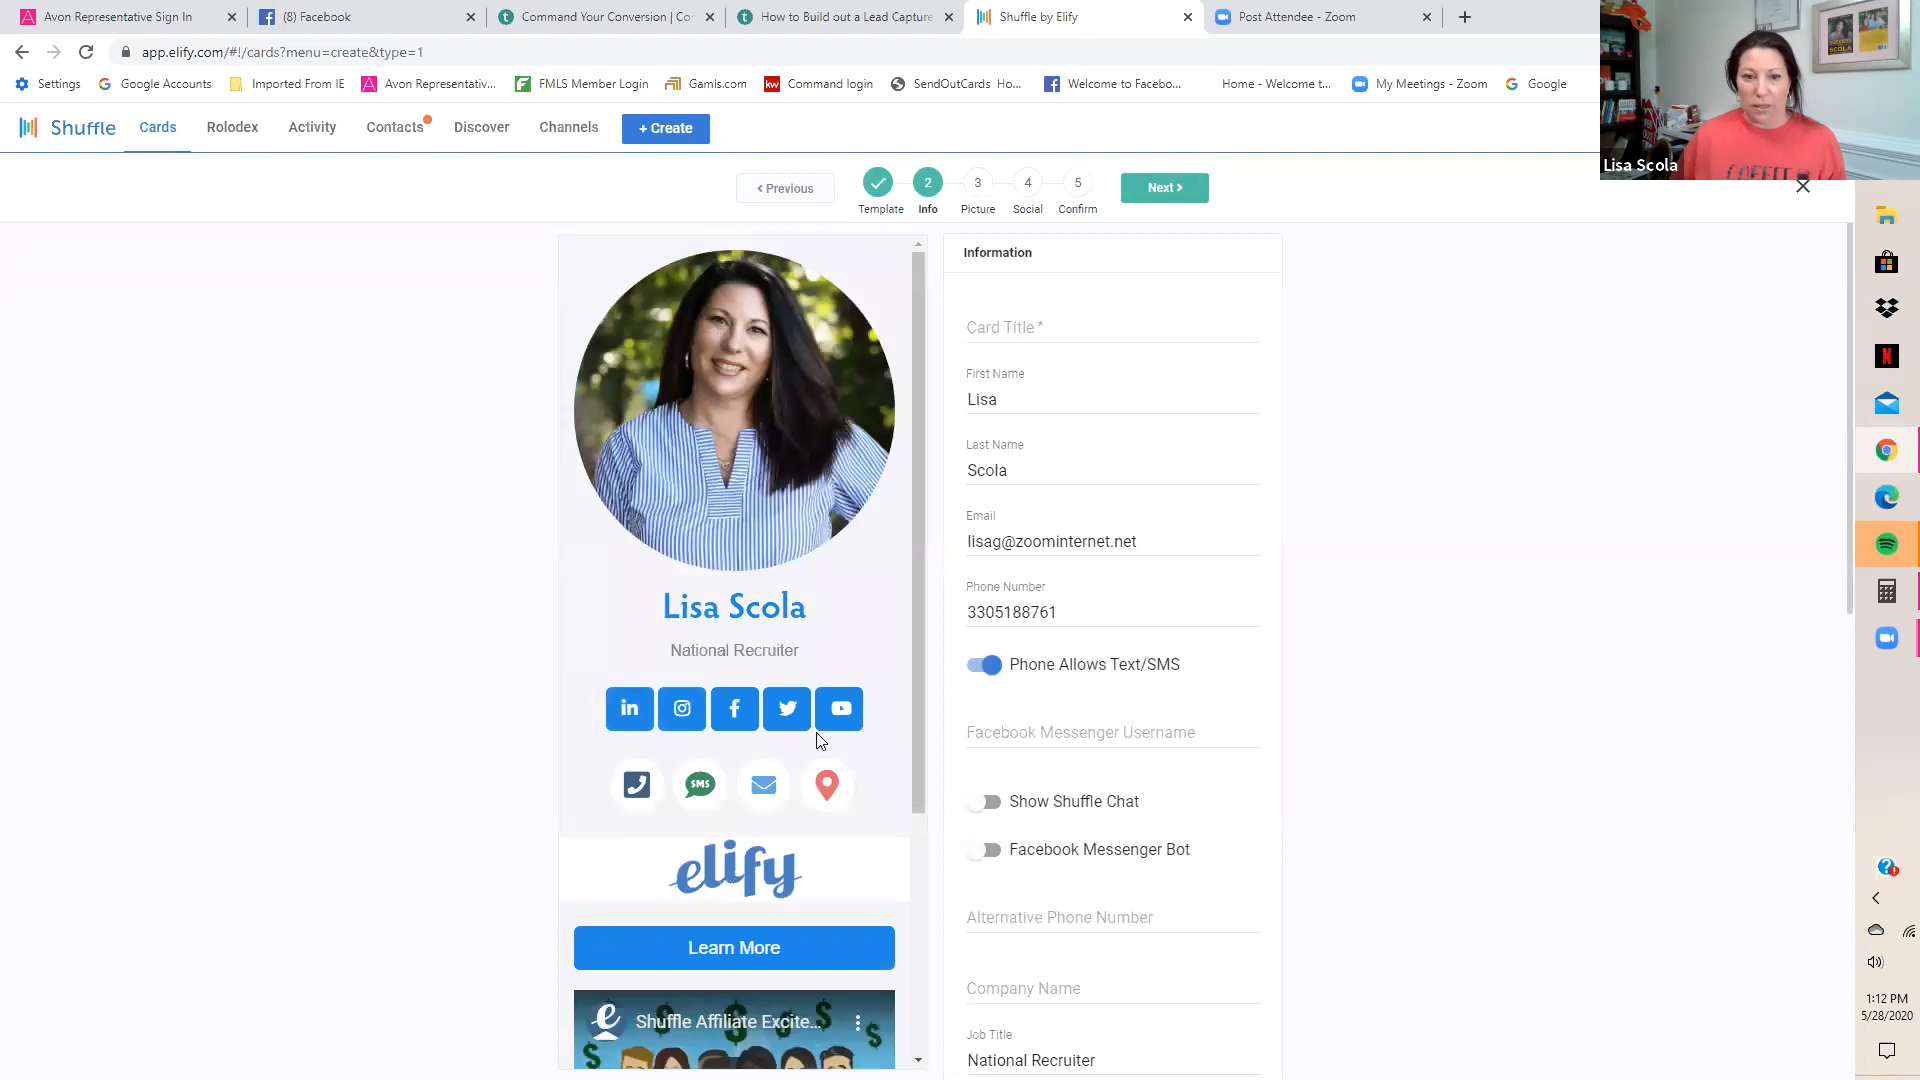 Avon Representative Sign In
(8) Facebook
Command Your Conversion | Co
How to Build out a Lead Capture
Shuffle by Elify
Post Attendee - Zoom
app.elify.com/#!/cards?menu=create&type=1
Settings
Google Accounts
Imported From IE
Avon Representativ...
FMLS Member Login
Gamls.com
kw
Command login
SendOutCards Ho...
Welcome to Facebo...
Home - Welcome t...
My Meetings - Zoom
Google
Shuffle
Cards
Rolodex
Activity
Contacts
Discover
Channels
+ Create
SUCCESS
SCOLA
COFFEE
Lisa Scola
< Previous
2
3
4
5
Template
Info
Picture
Social
Confirm
Next >
Information
Card Title *
First Name
Lisa
Last Name
Scola
Email
lisag@zoominternet.net
Phone Number
3305188761
Phone Allows Text/SMS
Facebook Messenger Username
Show Shuffle Chat
Facebook Messenger Bot
Alternative Phone Number
Company Name
Job Title
National Recruiter
Lisa Scola
National Recruiter
in
SMS
elify
Learn More
e Shuffle Affiliate Excite...
1:12 PM
5/28/2020